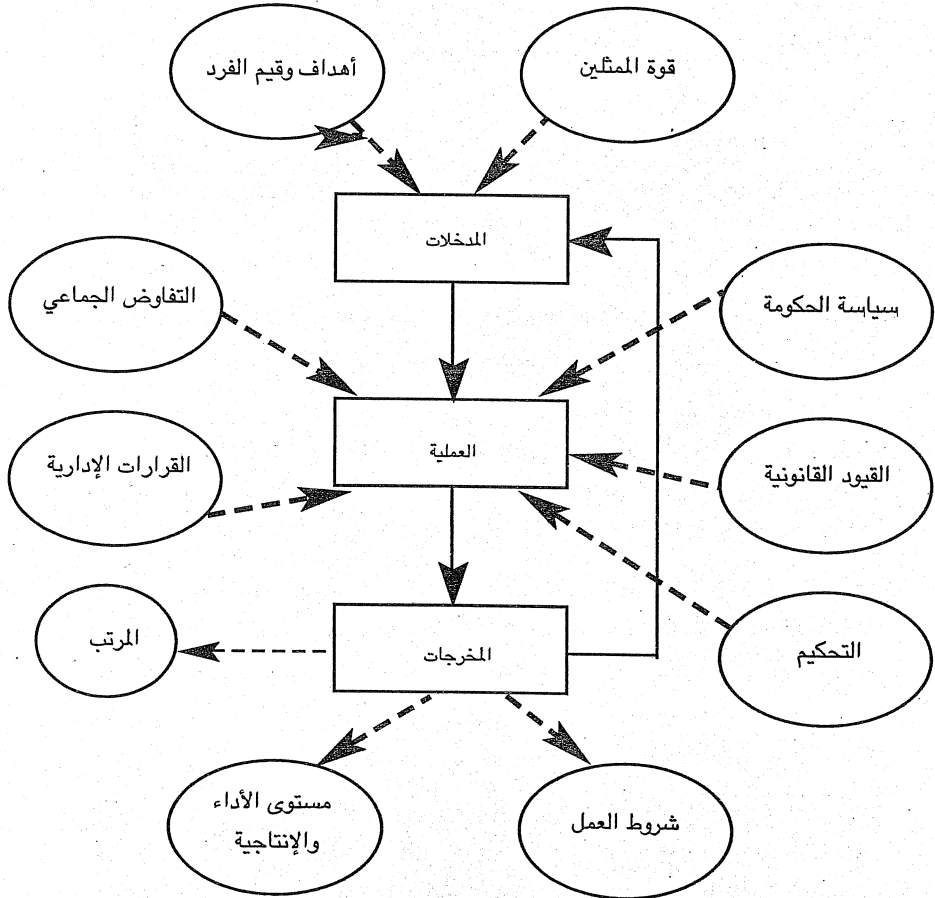 قوة الممثلين
أهداف وقيم الفرد
المدخلات
سياسة الحكومة
التفاوض الجماعي
العملية
القيود القانونية
القرارات الإدارية
التحكيم
المخرجات
المرتب
شروط العمل
مستوى الأداء
والإنتاجية